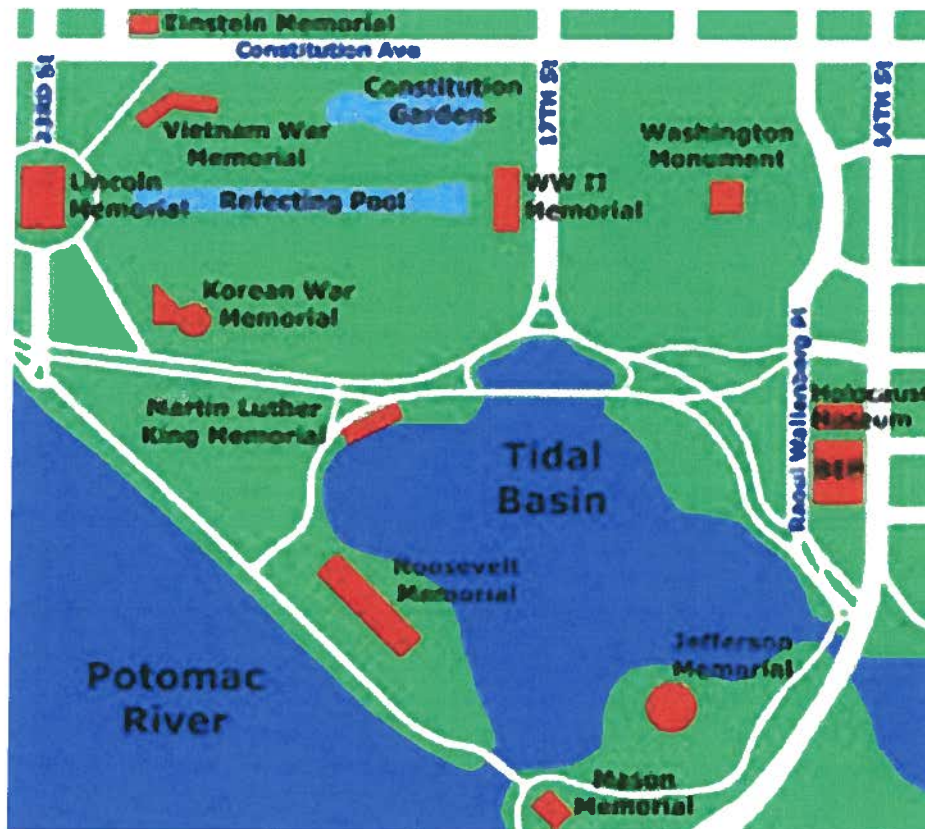 Einstein Memorial
Constitution Ave
23RD St
17TH St
15TH St
Constitution
Gardens
Vietnam War
Memorial
Washington
Monument
Lincoln
Memorial
Reflecting Pool
WW II
Memorial
Korean War
Memorial
Raoul Wallenberg Pl
Holocaust
Museum
Martin Luther
King Memorial
BEP
Tidal
Basin
Roosevelt
Memorial
Jefferson
Memorial
Potomac
River
Mason
Memorial